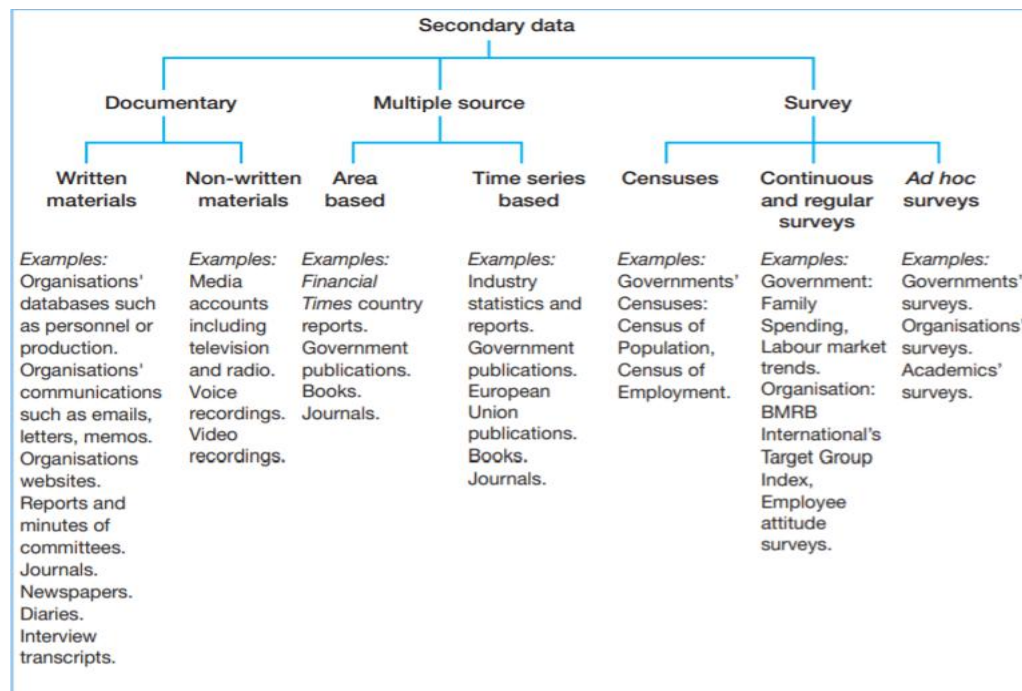 Secondary data
Documentary
Multiple source
Survey
Written
materials
Non-written
materials
Area
based
Time series
based
Censuses
Continuous
and regular
surveys
Ad hoc
surveys
Examples:
Organisations'
databases such
as personnel or
production.
Organisations'
communications
such as emails,
letters, memos.
Organisations
websites.
Reports and
minutes of
committees.
Journals.
Newspapers.
Diaries.
Interview
transcripts.
Examples:
Media
accounts
including
television
and radio.
Voice
recordings.
Video
recordings.
Examples:
Financial
Times country
reports.
Government
publications.
Books.
Journals.
Examples:
Industry
statistics and
reports.
Government
publications.
European
Union
publications.
Books.
Journals.
Examples:
Governments'
Censuses:
Census of
Population,
Census of
Employment.
Examples:
Government:
Family
Spending,
Labour market
trends.
Organisation:
BMRB
International's
Target Group
Index,
Employee
attitude
surveys.
Examples:
Governments'
surveys.
Organisations'
surveys.
Academics'
surveys.